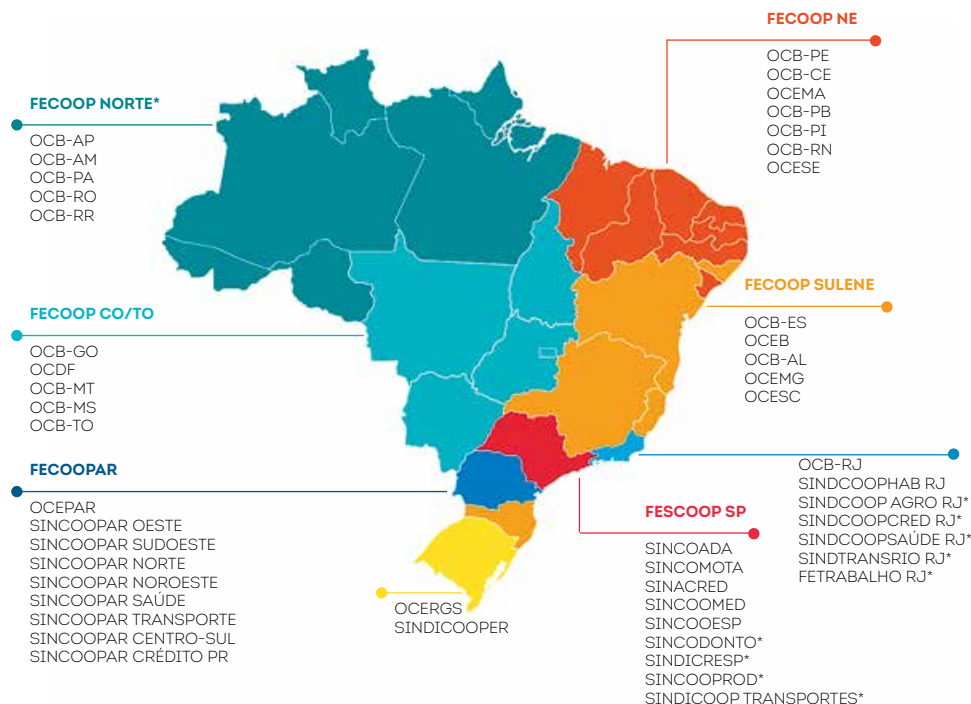 FECOOP NE
OCB-PE
OCB-CE
OCEMA
OCB-PB
OCB-PI
OCB-RN
OCESE
FECOOP NORTE*
OCB-AP
OCB-AM
OCB-PA
OCB-RO
OCB-RR
FECOOP SULENE
OCB-ES
OCEB
OCB-AL
OCEMG
OCESC
FECOOP CO/TO
OCB-GO
OCDF
OCB-MT
OCB-MS
OCB-TO
FECOOPAR
OCEPAR
SINCOOPAR OESTE
SINCOOPAR SUDOESTE
SINCOOPAR NORTE
SINCOOPAR NOROESTE
SINCOOPAR SAÚDE
SINCOOPAR TRANSPORTE
SINCOOPAR CENTRO-SUL
SINCOOPAR CRÉDITO PR
OCERGS
SINDICOOPER
FESCOOP SP
SINCOADA
SINCOMOTA
SINACRED
SINCOOMED
SINCOOESP
SINCODONTO*
SINDICRESP*
SINCOOPROD*
SINDICOOP TRANSPORTES*
OCB-RJ
SINDCOOPHAB RJ
SINDCOOP AGRO RJ*
SINDCOOPCRED RJ*
SINDCOOPSAÚDE RJ*
SINDTRANSRIO RJ*
FETRABALHO RJ*